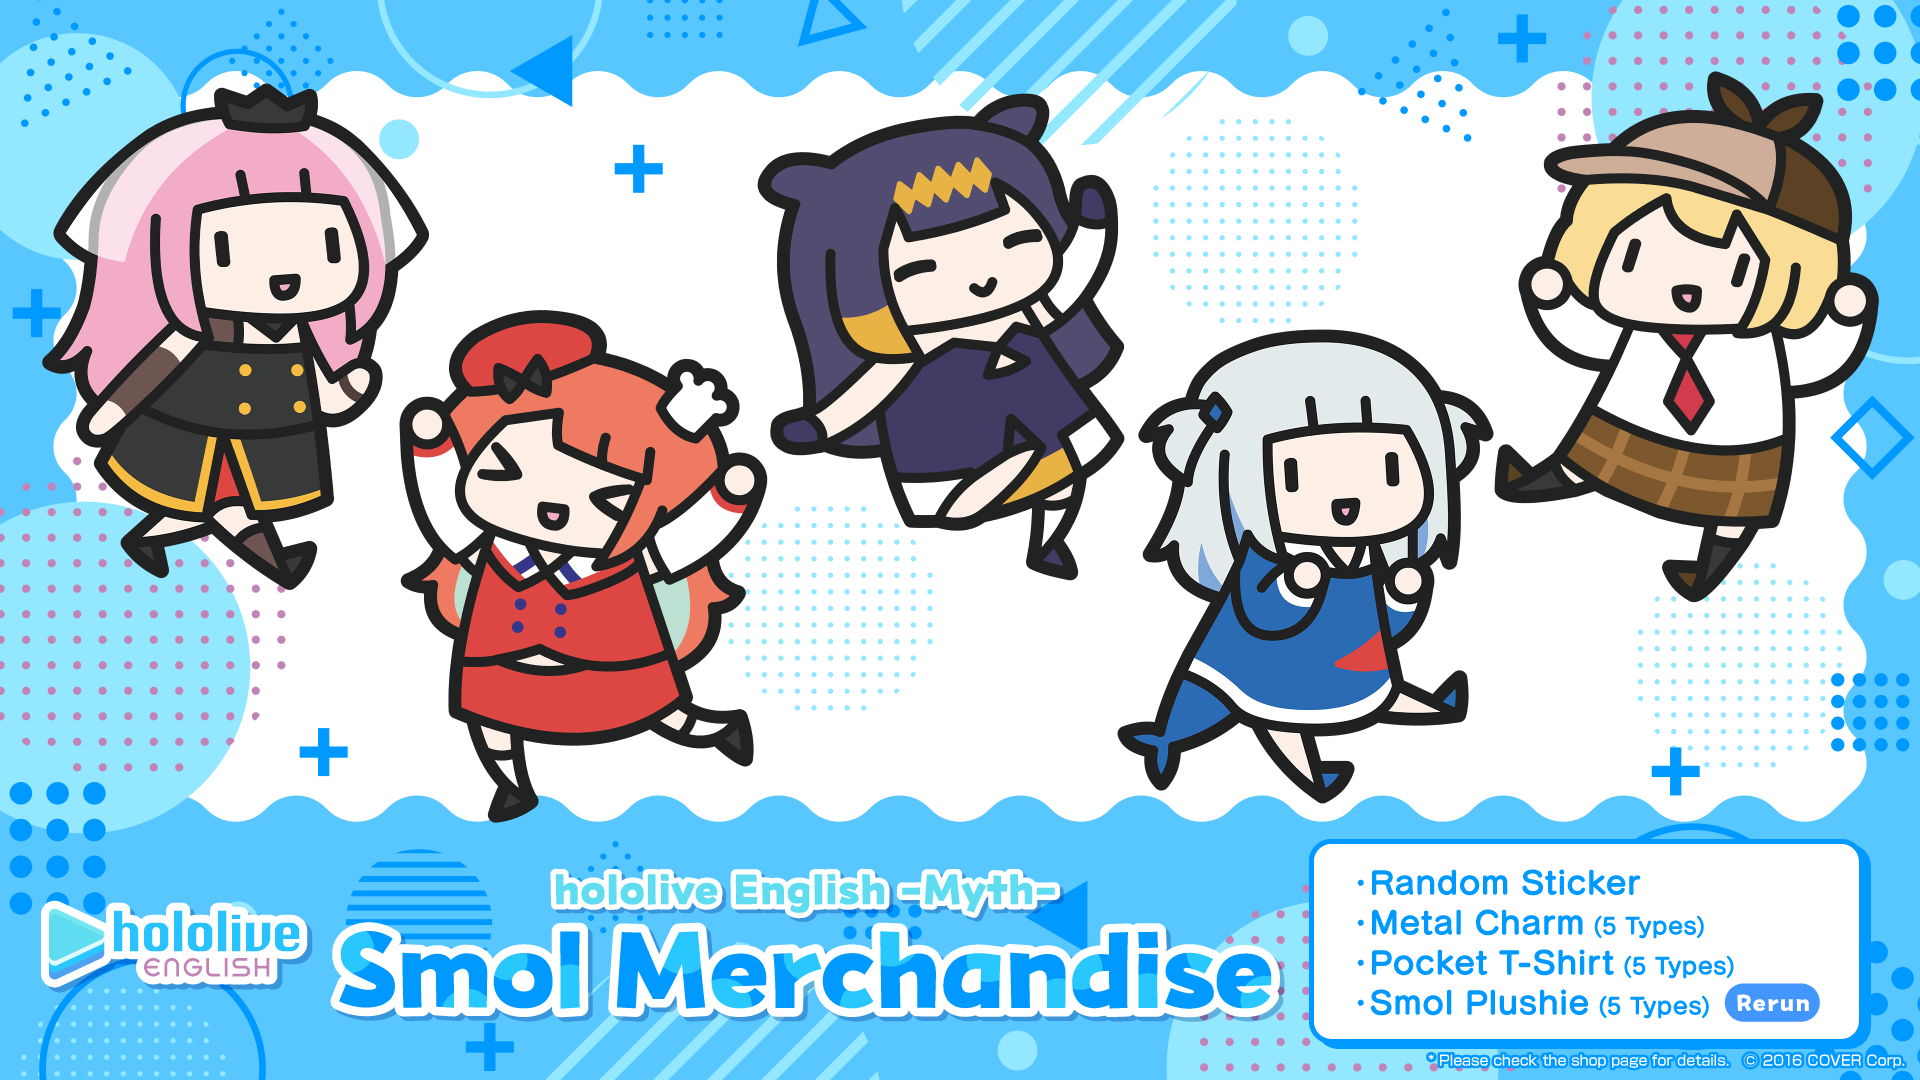 hololive
ENGLISH
hololive English -Myth-
Smol Merchandise
・Random Sticker
・Metal Charm (5 Types)
・Pocket T-Shirt (5 Types)
・Smol Plushie (5 Types) Rerun
* Please check the shop page for details. © 2016 COVER Corp.